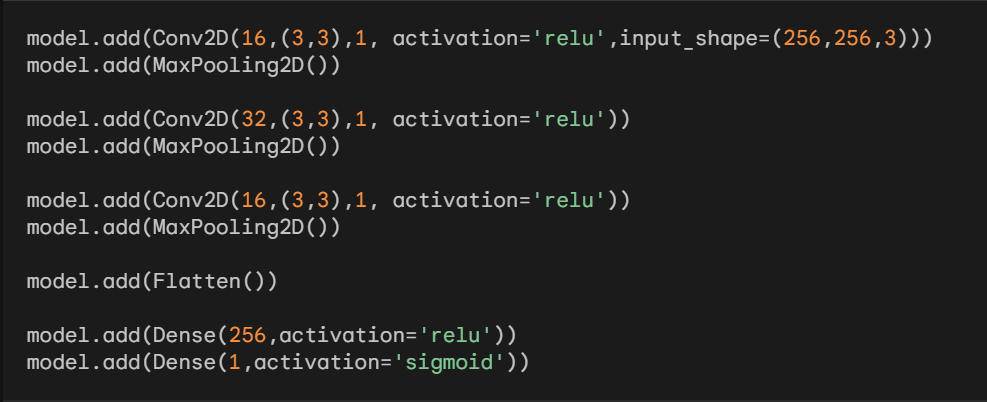 model.add(Conv2D(16,(3,3),1, activation='relu',input_shape=(256,256,3)))
model.add(MaxPooling2D())
model.add(Conv2D(32,(3,3),1, activation='relu'))
model.add(MaxPooling2D())
model.add(Conv2D(16,(3,3),1, activation='relu'))
model.add(MaxPooling2D())
model.add(Flatten())
model.add(Dense(256,activation='relu'))
model.add(Dense(1,activation='sigmoid'))